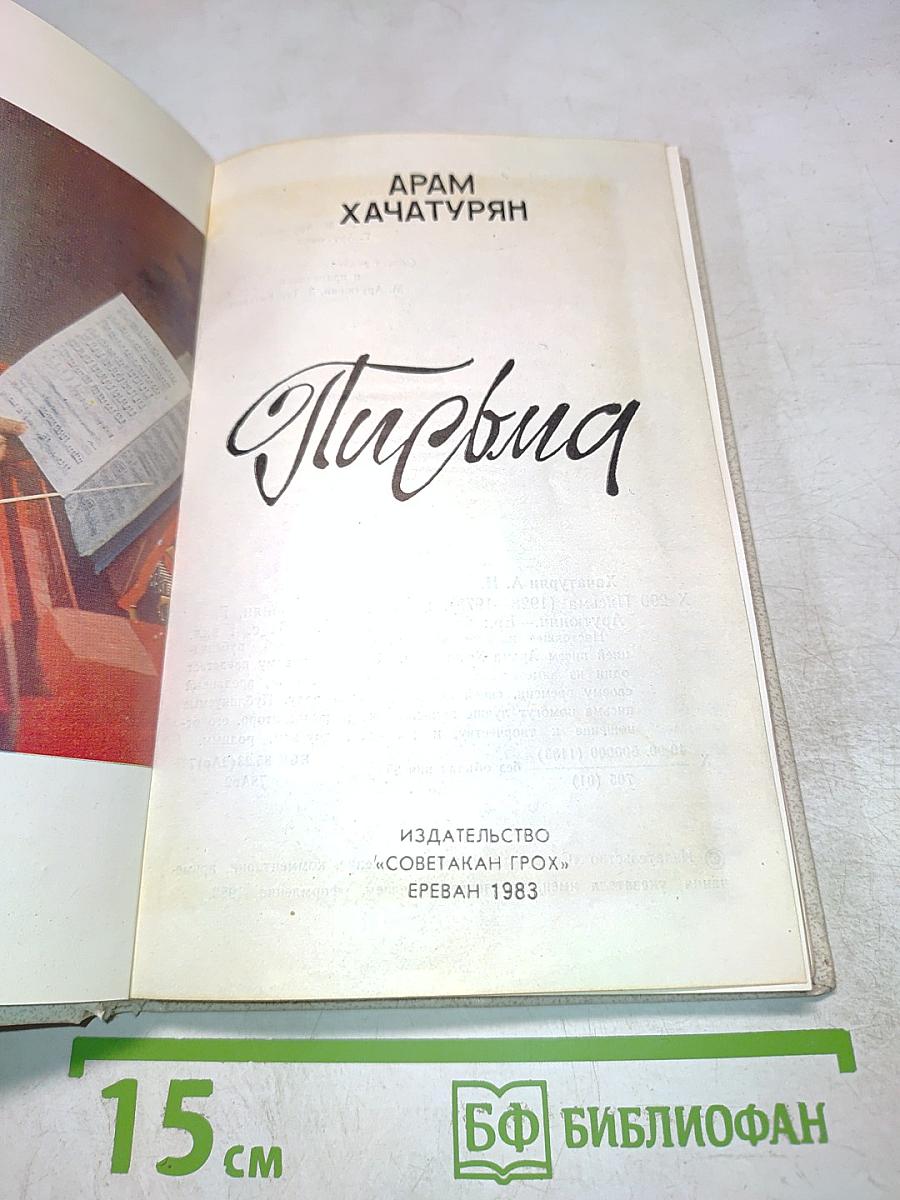 АРАМ
ХАЧАТУРЯН
Письма
ИЗДАТЕЛЬСТВО
«СОВЕТАКАН ГРОХ»
ЕРЕВАН 1983
15 см
БФ БИБЛИОФАН